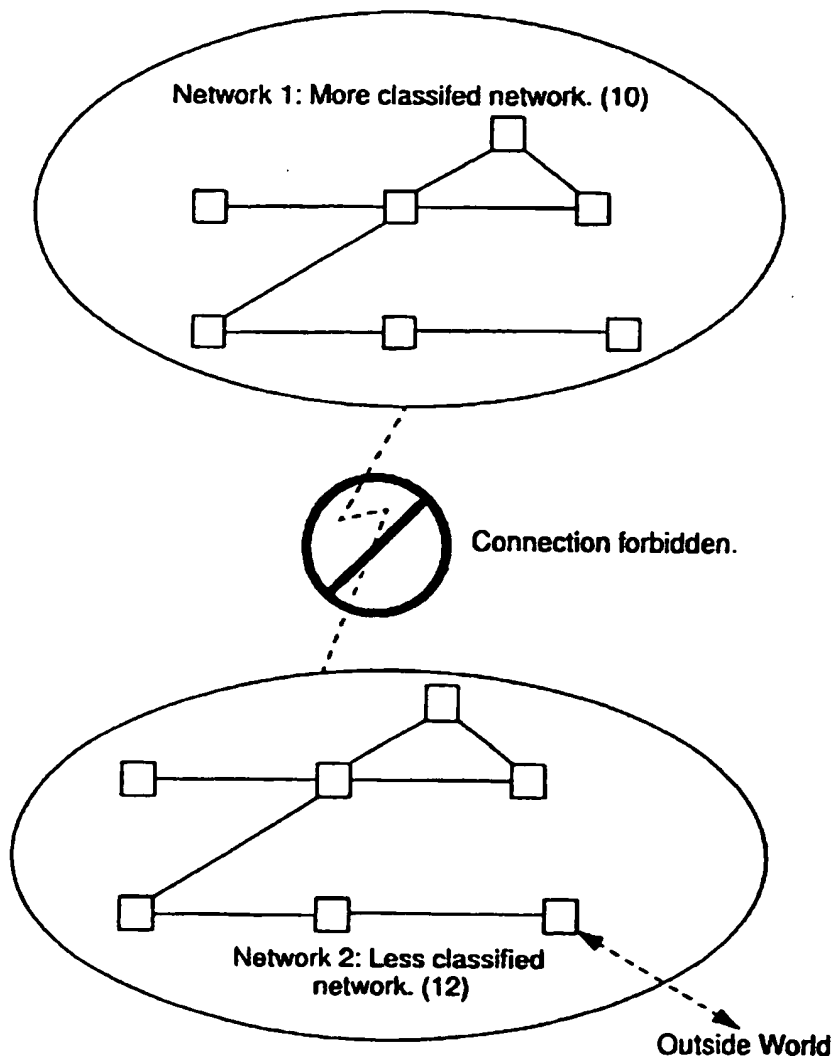 Network 1: More classifed network. (10)
Connection forbidden.
Network 2: Less classified
network. (12)
Outside World